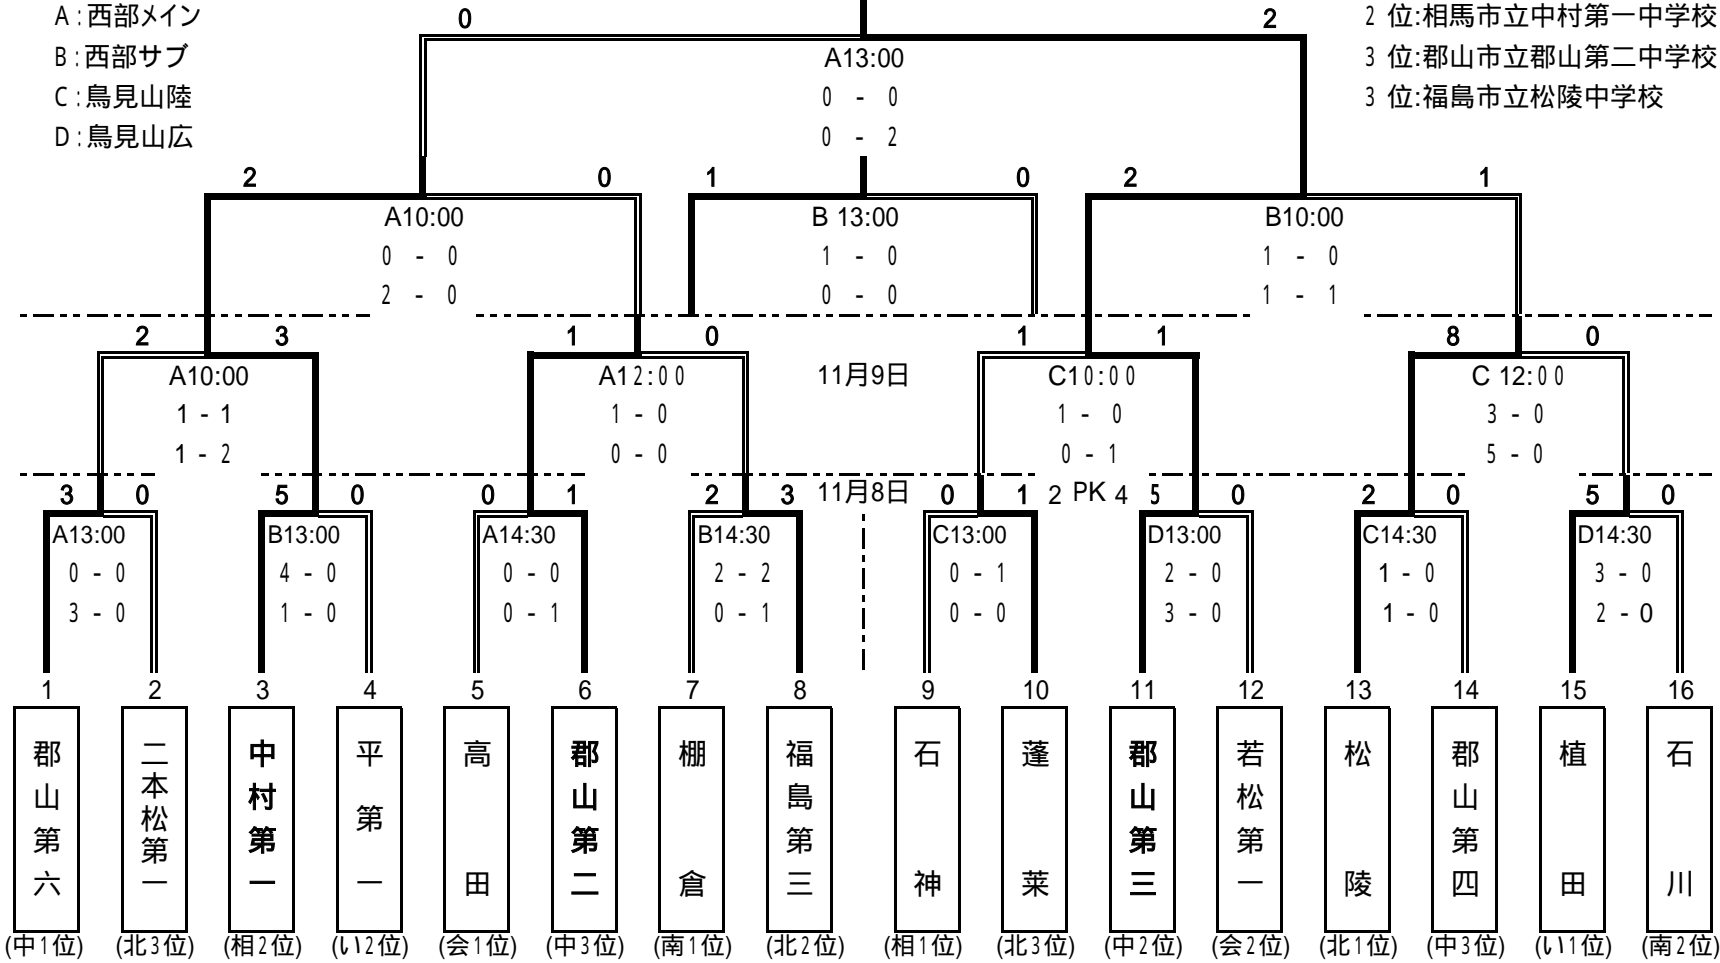 A:西部メイン
B:西部サブ
C:鳥見山陸
D:鳥見山広
2 位:相馬市立中村第一中学校
3 位:郡山市立郡山第二中学校
3 位:福島市立松陵中学校
0 2
A13:00
0 - 0
0 - 2
2 0 1 0 2 1
A10:00 B 13:00 B10:00
0 - 0 1 - 0 1 - 0
2 - 0 0 - 0 1 - 1
2 3 1 0 1 1 8 0
A10:00 A12:00 11月9日 C10:00 C 12:00
1 - 1 1 - 0 1 - 0 3 - 0
1 - 2 0 - 0 0 - 1 5 - 0
3 0 5 0 0 1 2 3 11月8日 0 1 2 PK 4 5 0 2 0 5 0
A13:00 B13:00 A14:30 B14:30 C13:00 D13:00 C14:30 D14:30
0 - 0 4 - 0 0 - 0 2 - 2 0 - 1 2 - 0 1 - 0 3 - 0
3 - 0 1 - 0 0 - 1 0 - 1 0 - 0 3 - 0 1 - 0 2 - 0
1 2 3 4 5 6 7 8 9 10 11 12 13 14 15 16
郡山第六
二本松第一
中村第一
平第一
高田
郡山第二
棚倉
福島第三
石神
蓬莱
郡山第三
若松第一
松陵
郡山第四
植田
石川
(中1位) (北3位) (相2位) (い2位) (会1位) (中3位) (南1位) (北2位) (相1位) (北3位) (中2位) (会2位) (北1位) (中3位) (い1位) (南2位)